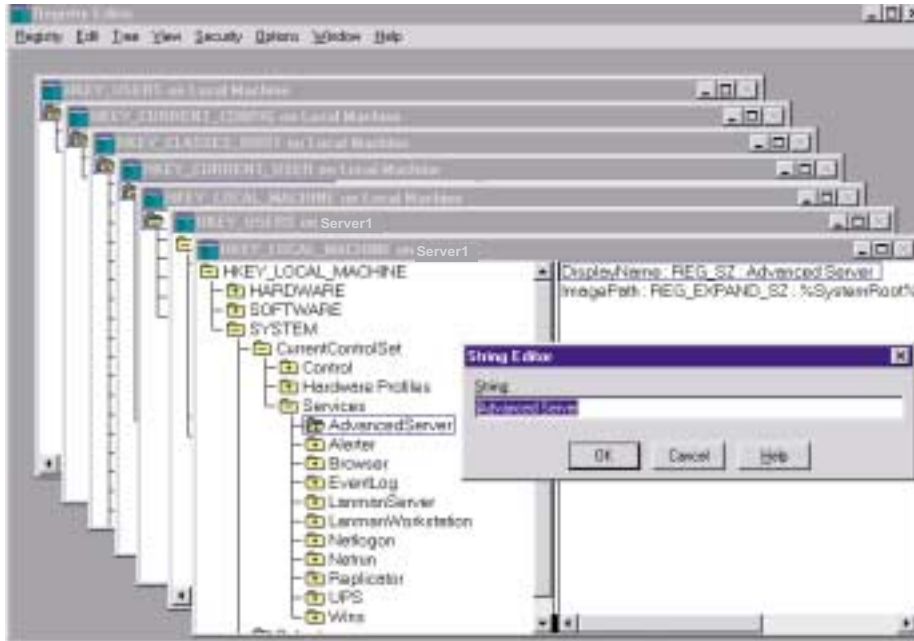 Registry Editor
Registry Edit Tree View Security Options Window Help
HKEY_USERS on Local Machine
HKEY_CURRENT_CONFIG on Local Machine
HKEY_CLASSES_ROOT on Local Machine
HKEY_CURRENT_USER on Local Machine
HKEY_LOCAL_MACHINE on Local Machine
HKEY_USERS on Server1
HKEY_LOCAL_MACHINE on Server1
HKEY_LOCAL_MACHINE
HARDWARE
SOFTWARE
SYSTEM
CurrentControlSet
Control
Hardware Profiles
Services
AdvancedServer
Alerter
Browser
EventLog
LanmanServer
LanmanWorkstation
Netlogon
Netrun
Replicator
UPS
Wins
DisplayName : REG_SZ : Advanced Server
ImagePath : REG_EXPAND_SZ : %SystemRoot%
String Editor
String:
Advanced Server
OK Cancel Help